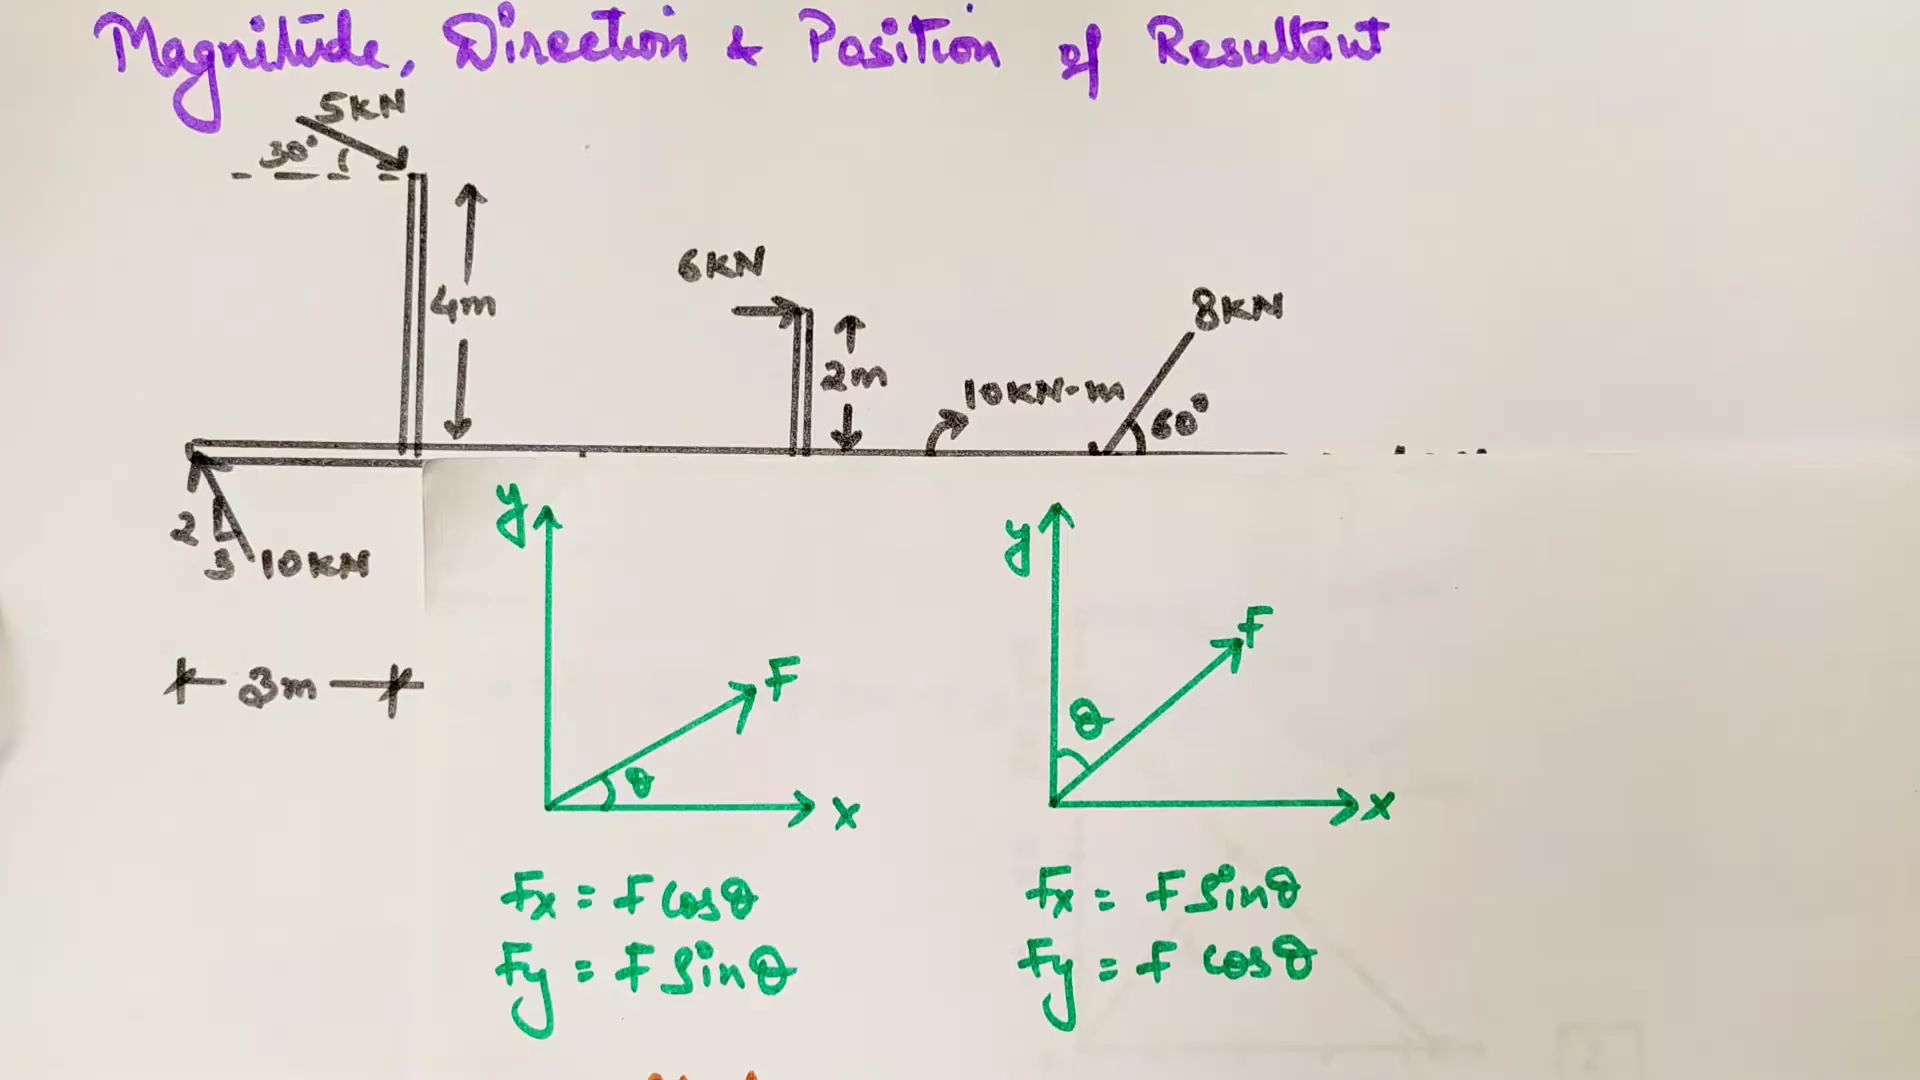 Magnitude, Direction & Position of Resultant
5KN
30°
4m
6KN
2m
10KN-m
8KN
60°
2
3
10KN
3m
y
F
θ
x
Fx = F cosθ
Fy = F Sinθ
y
F
θ
x
Fx = F Sinθ
Fy = F cosθ